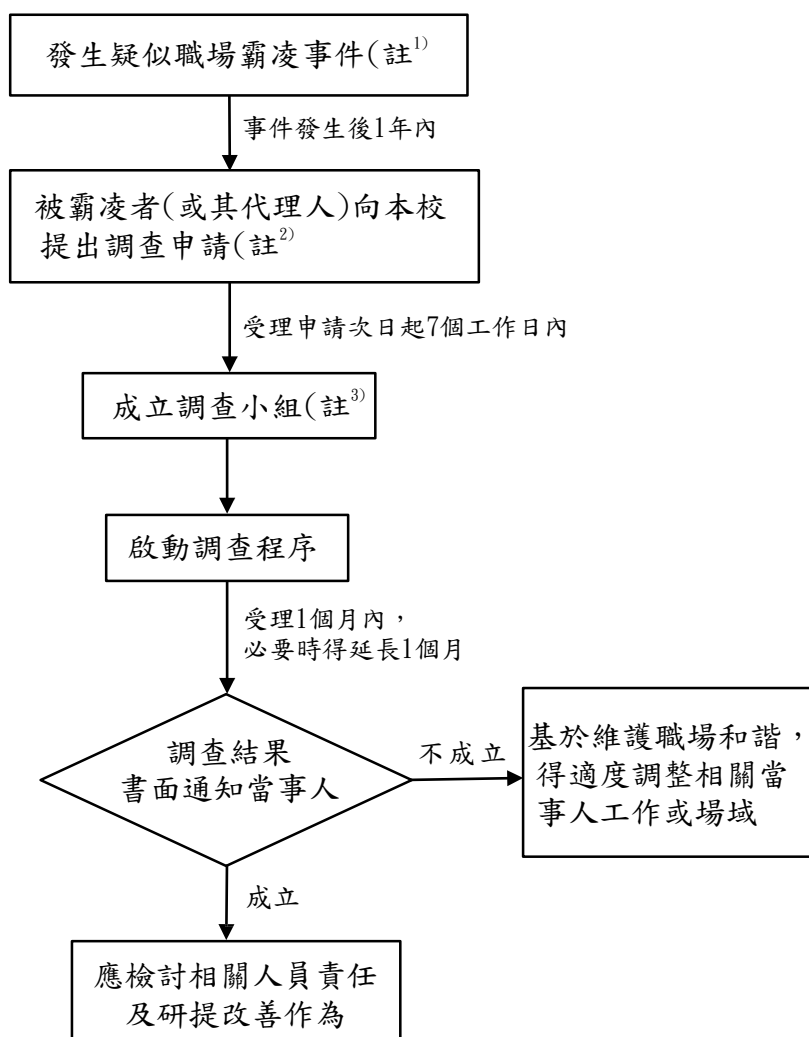 發生疑似職場霸凌事件(註1)
事件發生後1年內
被霸凌者(或其代理人)向本校
提出調查申請(註2)
受理申請次日起7個工作日內
成立調查小組(註3)
啟動調查程序
受理1個月內，
必要時得延長1個月
調查結果
書面通知當事人
不成立
基於維護職場和諧，
得適度調整相關當
事人工作或場域
成立
應檢討相關人員責任
及研提改善作為